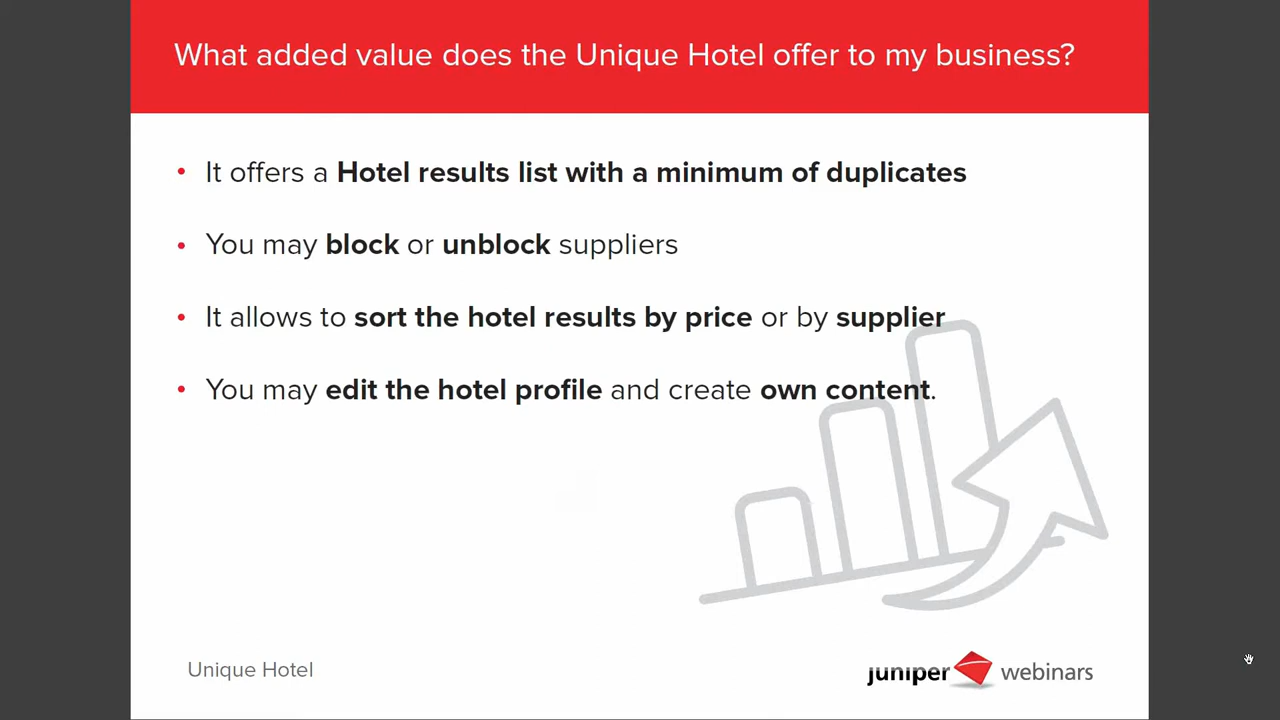 What added value does the Unique Hotel offer to my business?
• It offers a Hotel results list with a minimum of duplicates
• You may block or unblock suppliers
• It allows to sort the hotel results by price or by supplier
• You may edit the hotel profile and create own content.
Unique Hotel
juniper webinars